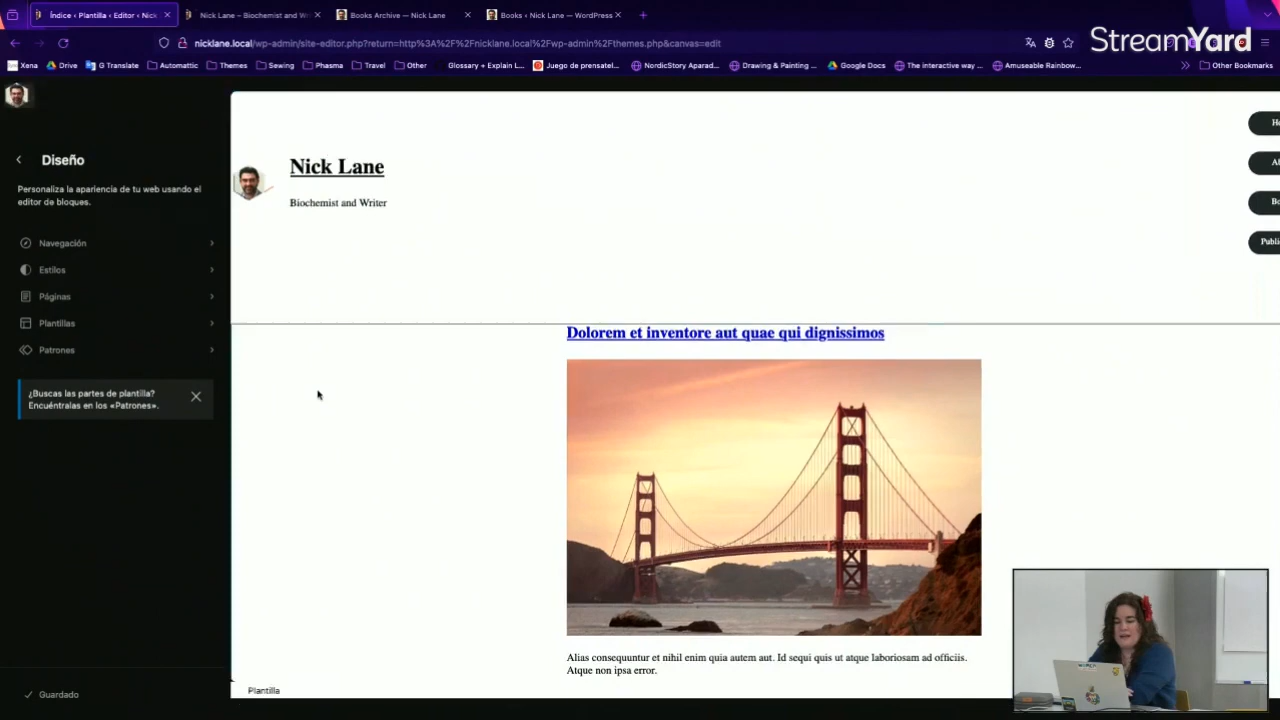 Índice ‹ Plantilla ‹ Editor ‹ Nick
Nick Lane – Biochemist and Wr
Books Archive — Nick Lane
Books ‹ Nick Lane — WordPress
StreamYard
nicklane.local/wp-admin/site-editor.php?return=http%3A%2F%2Fnicklane.local%2Fwp-admin%2Fthemes.php&canvas=edit
Xena
Drive
G Translate
Automattic
Themes
Sewing
Phasma
Travel
Other
Glossary + Explain L...
Juego de prensatel...
NordicStory Aparad...
Drawing & Painting ...
Google Docs
The interactive way ...
Amuseable Rainbow...
Other Bookmarks
Diseño
Personaliza la apariencia de tu web usando el
editor de bloques.
Navegación
Estilos
Páginas
Plantillas
Patrones
¿Buscas las partes de plantilla?
Encuéntralas en los «Patrones».
Guardado
Nick Lane
Biochemist and Writer
Ho
Al
Bo
Public
Dolorem et inventore aut quae qui dignissimos
Alias consequuntur et nihil enim quia autem aut. Id sequi quis ut atque laboriosam ad officiis.
Atque non ipsa error.
Plantilla